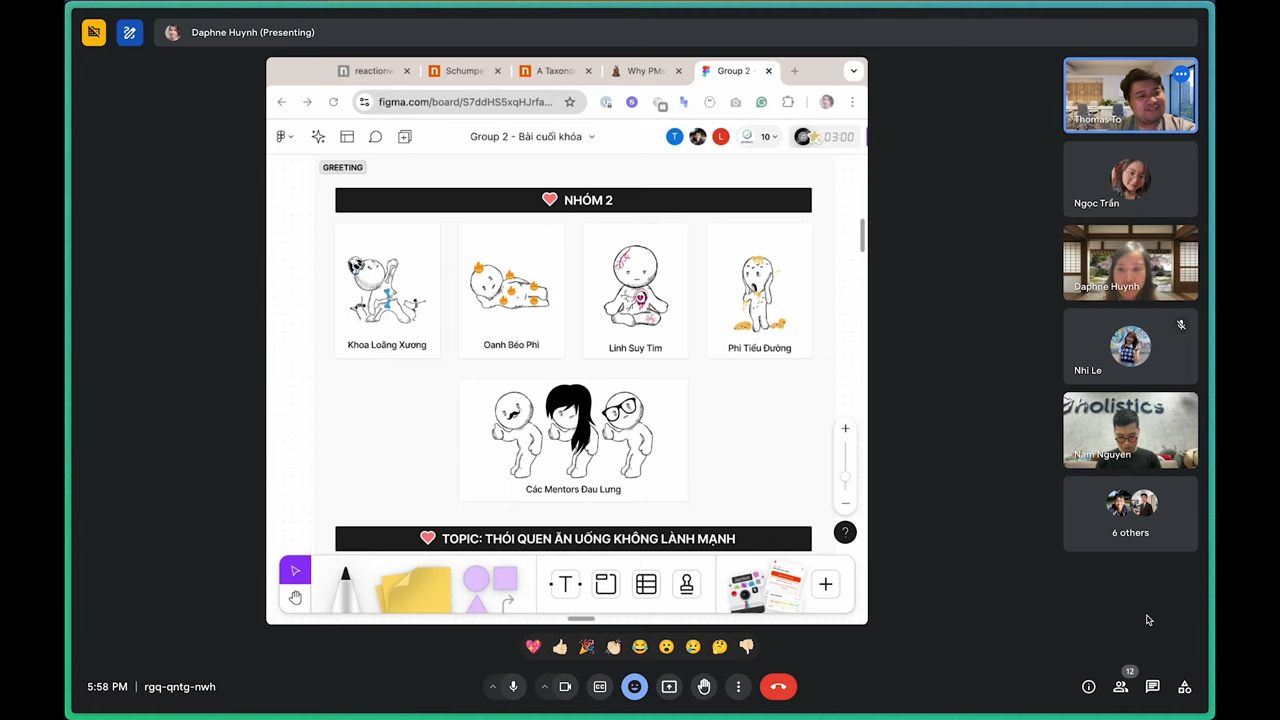 Daphne Huynh (Presenting)
reactionw
Schumpe
A Taxono
Why PMs
Group 2 -
figma.com/board/S7ddHS5xqHJrfa...
Group 2 - Bài cuối khóa
T
L
10
03:00
GREETING
NHÓM 2
Khoa Loãng Xương
Oanh Béo Phì
Linh Suy Tim
Phi Tiểu Đường
Các Mentors Đau Lưng
TOPIC: THÓI QUEN ĂN UỐNG KHÔNG LÀNH MẠNH
T
?
Thomas To
Ngọc Trần
Daphne Huynh
Nhi Le
holistics
Nam Nguyen
6 others
5:58 PM
rgq-qntg-nwh
12